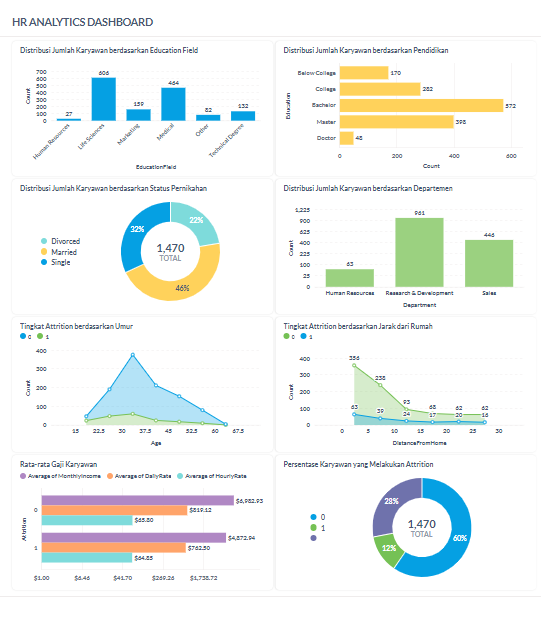 HR ANALYTICS DASHBOARD
Distribusi Jumlah Karyawan berdasarkan Education Field
700
600
500
400
300
200
100
0
Count
27
606
159
464
82
132
Human Resources
Life Sciences
Marketing
Medical
Other
Technical Degree
EducationField
Distribusi Jumlah Karyawan berdasarkan Pendidikan
Education
Below College
College
Bachelor
Master
Doctor
170
282
572
398
48
0
200
400
600
Count
Distribusi Jumlah Karyawan berdasarkan Status Pernikahan
Divorced
Married
Single
32%
22%
46%
1,470
TOTAL
Distribusi Jumlah Karyawan berdasarkan Departemen
1,225
900
625
400
225
100
25
0
Count
63
961
446
Human Resources
Research & Development
Sales
Department
Tingkat Attrition berdasarkan Umur
0
1
400
300
200
100
0
Count
15
22.5
30
37.5
45
52.5
60
67.5
Age
Tingkat Attrition berdasarkan Jarak dari Rumah
0
1
400
300
200
100
0
Count
386
238
93
68
62
62
63
39
24
17
20
16
0
5
10
15
20
25
30
DistanceFromHome
Rata-rata Gaji Karyawan
Average of MonthlyIncome
Average of DailyRate
Average of HourlyRate
Attrition
0
1
$6,982.93
$819.12
$65.80
$4,872.94
$762.50
$64.85
$1.00
$6.46
$41.70
$269.26
$1,738.72
Persentase Karyawan yang Melakukan Attrition
0
1
28%
12%
60%
1,470
TOTAL